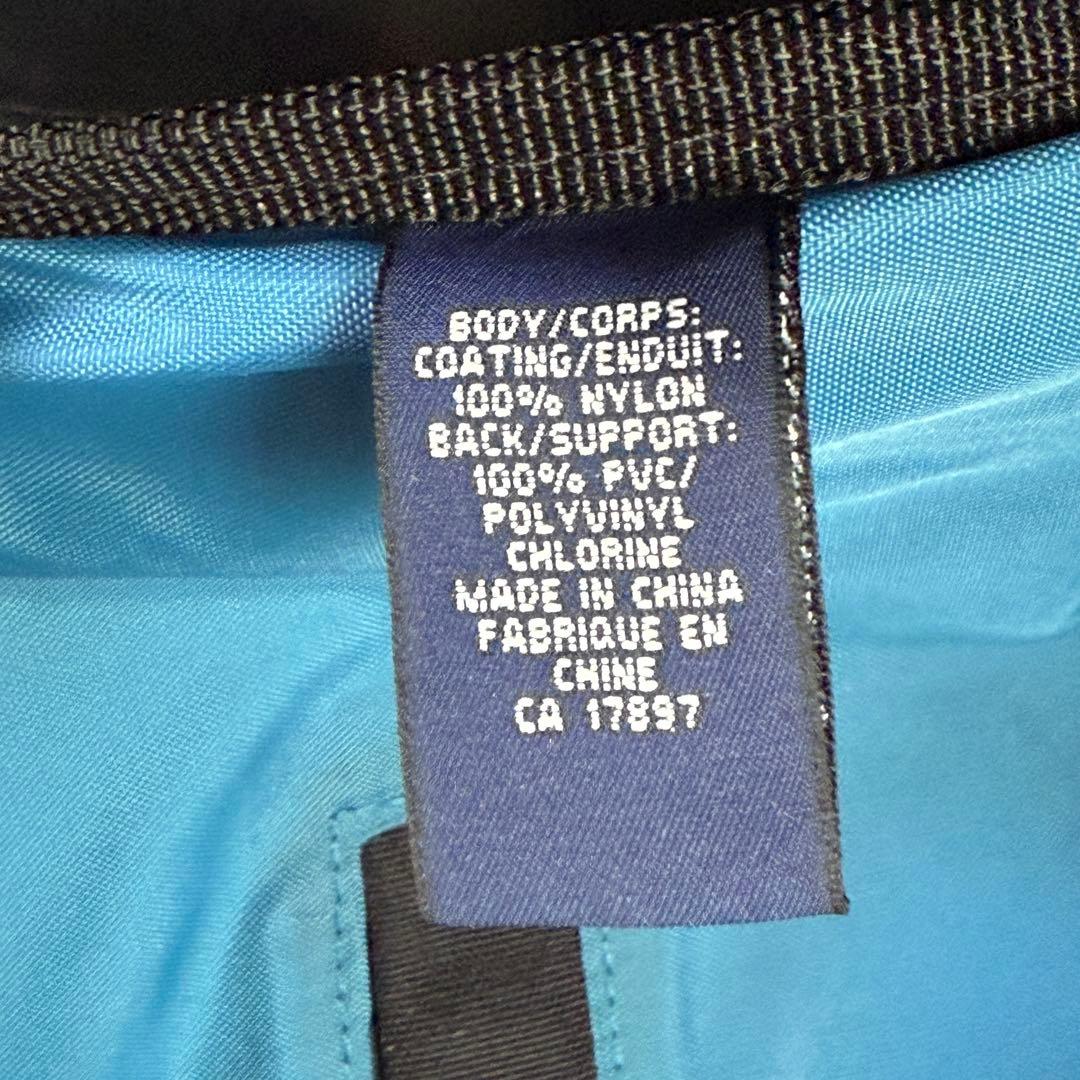 BODY/CORPS:
COATING/ENDUIT:
100% NYLON
BACK/SUPPORT:
100% PVC/
POLYVINYL
CHLORINE
MADE IN CHINA
FABRIQUE EN
CHINE
CA 17897